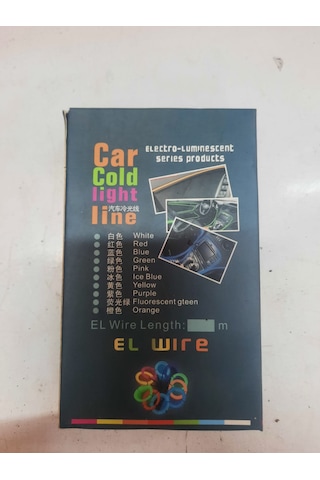 Car
Cold
light
汽车冷光线
line
Electro-Luminescent
series products
白色 White
红色 Red
蓝色 Blue
绿色 Green
粉色 Pink
冰色 Ice Blue
黄色 Yellow
紫色 Purple
荧光绿 Fluorescent gteen
橙色 Orange
EL Wire Length: m
EL WIRE